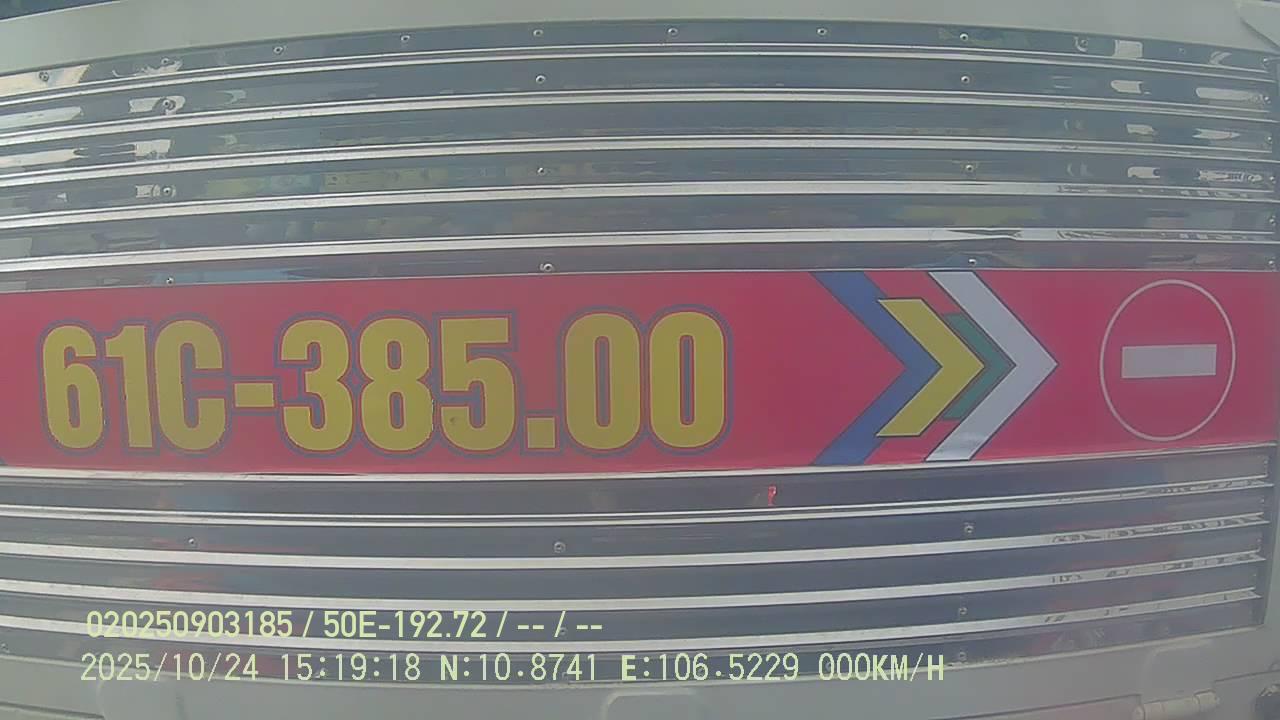 61C-385.00
020250903185 / 50E-192.72 / -- / --
2025/10/24 15:19:18 N:10.8741 E:106.5229 000KM/H